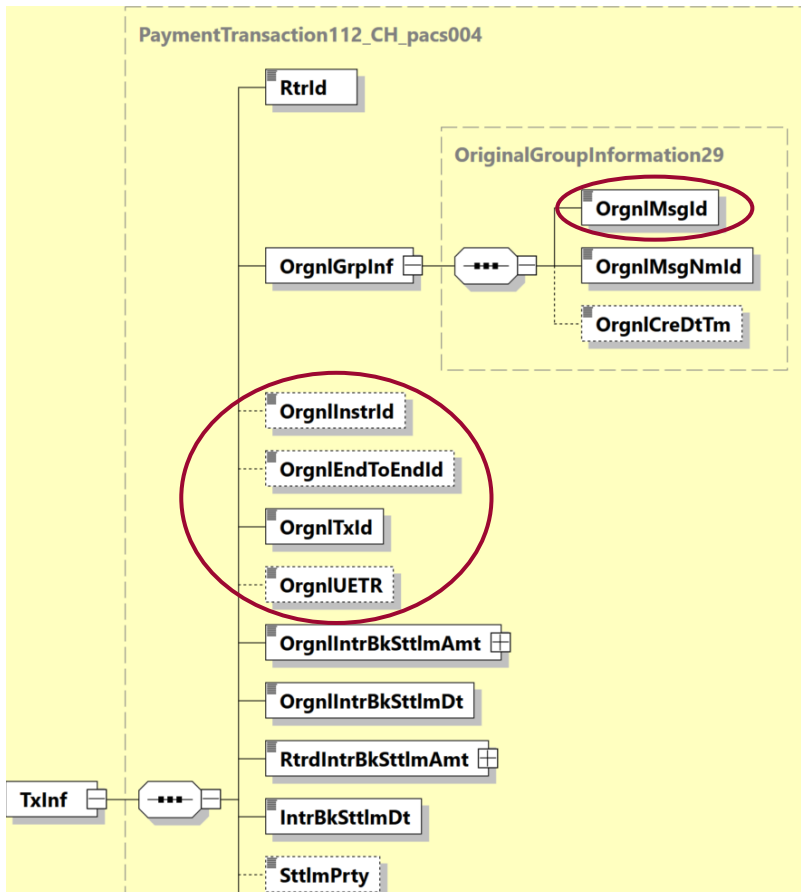 PaymentTransaction112_CH_pacs004
RtrId
OriginalGroupInformation29
OrgnlMsgId
OrgnlGrpInf
OrgnlMsgNmId
OrgnlCreDtTm
OrgnlInstrId
OrgnlEndToEndId
OrgnlTxId
OrgnlUETR
OrgnlIntrBkSttlmAmt
OrgnlIntrBkSttlmDt
RtrdIntrBkSttlmAmt
TxInf
IntrBkSttlmDt
SttlmPrty